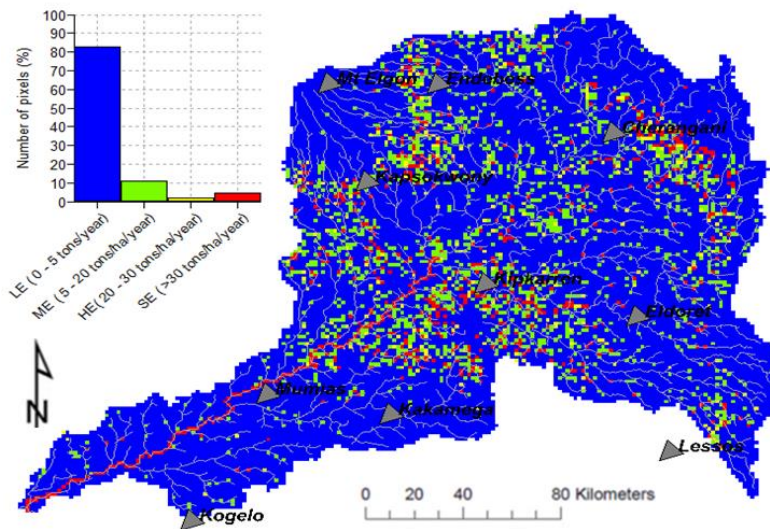 Number of pixels (%)
100
90
80
70
60
50
40
30
20
10
0
LE ( 0 - 5 tons/year)
ME ( 5 - 20 tons/ha/year)
HE( 20 - 30 tons/ha/year)
SE ( >30 tons/ha/year)
Mt Elgon
Endebess
Cherongani
Kapsokwony
Kipkarren
Eldoret
Mumias
Kakamega
Lessos
Rogelo
N
0 20 40 80 Kilometers